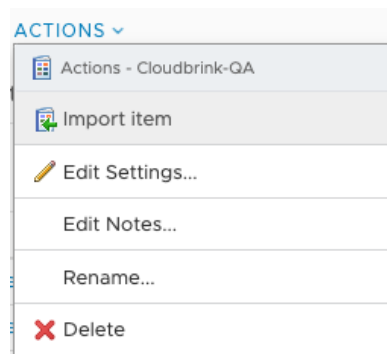 ACTIONS
Actions - Cloudbrink-QA
Import item
Edit Settings...
Edit Notes...
Rename...
Delete